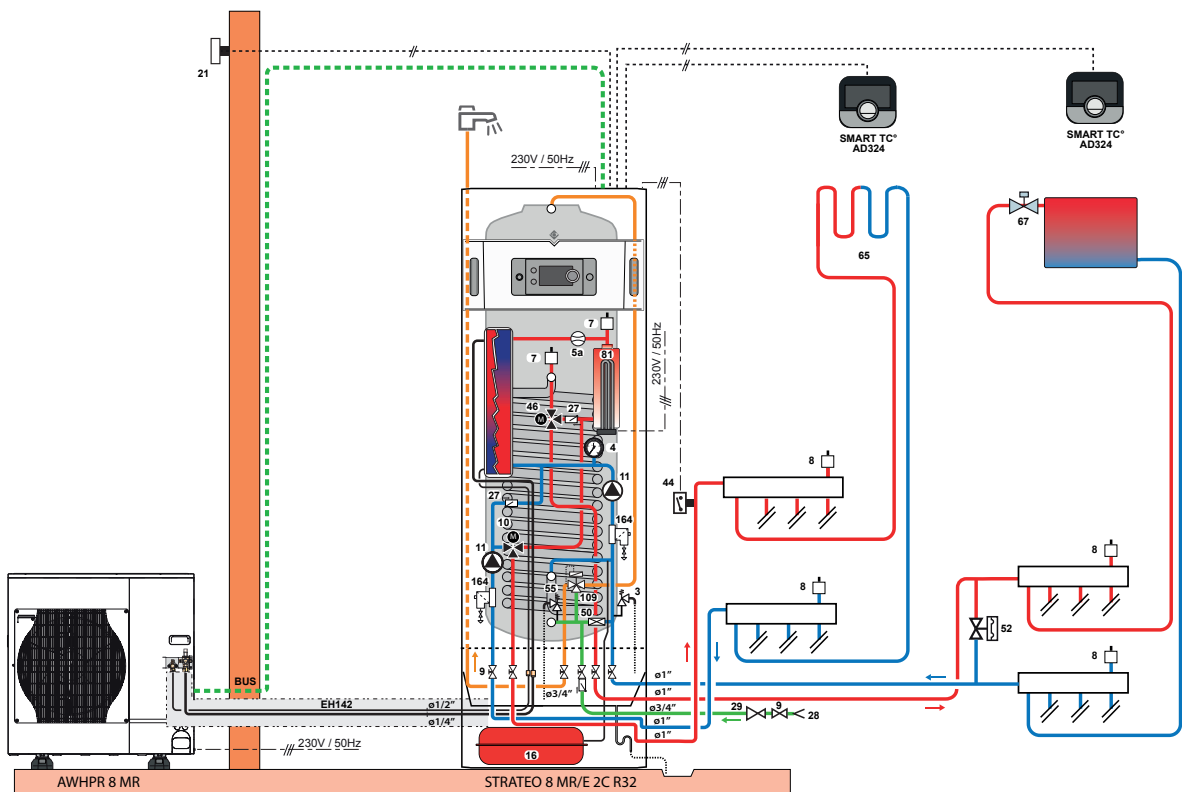 21
SMART TC°
AD324
SMART TC°
AD324
230V / 50Hz
67
65
7
5a
81
7
230V / 50Hz
46
M
27
4
8
11
44
27
10
M
164
11
8
8
55
3
164
109
50
52
8
9
ø1"
BUS
ø3/4"
ø1"
EH142
ø1/2"
ø3/4"
29
9
28
ø1/4"
ø1"
ø1"
230V / 50Hz
16
AWHPR 8 MR
STRATEO 8 MR/E 2C R32